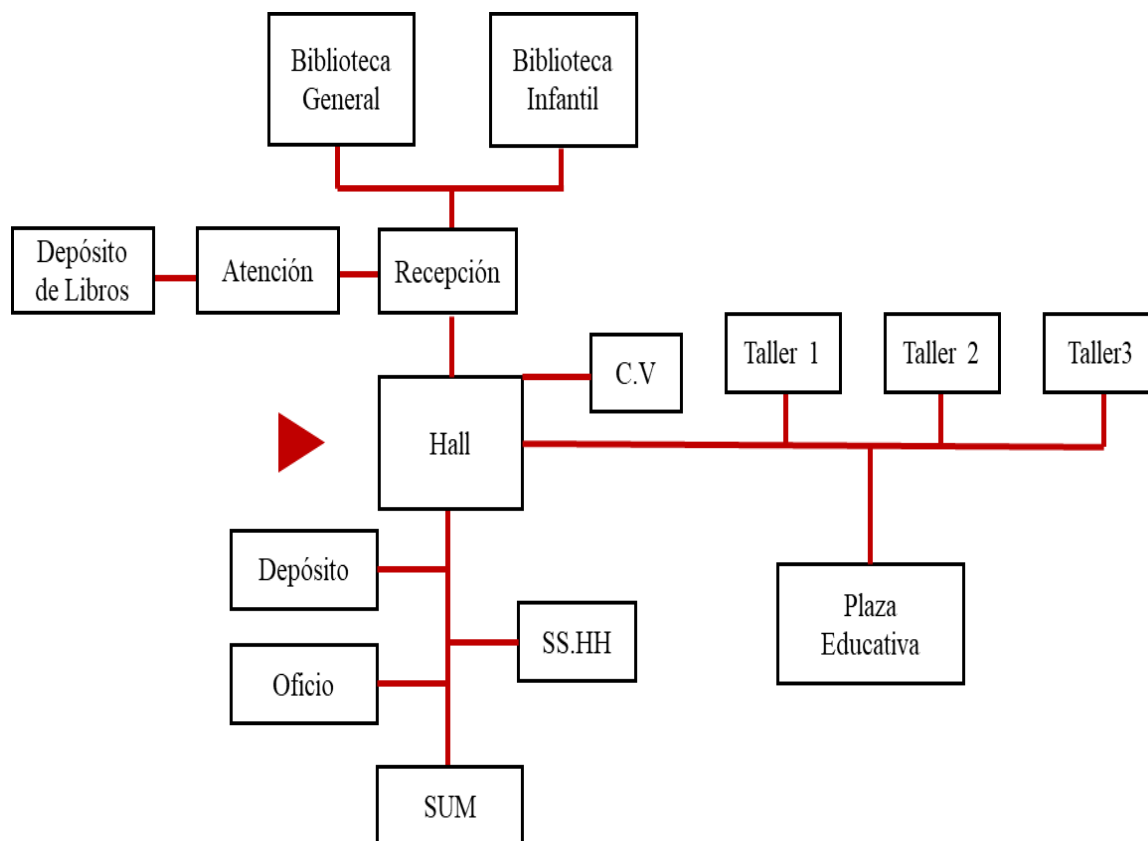 Biblioteca
General
Biblioteca
Infantil
Depósito
de Libros
Atención
Recepción
C.V
Taller 1
Taller 2
Taller3
Hall
Depósito
SS.HH
Plaza
Educativa
Oficio
SUM